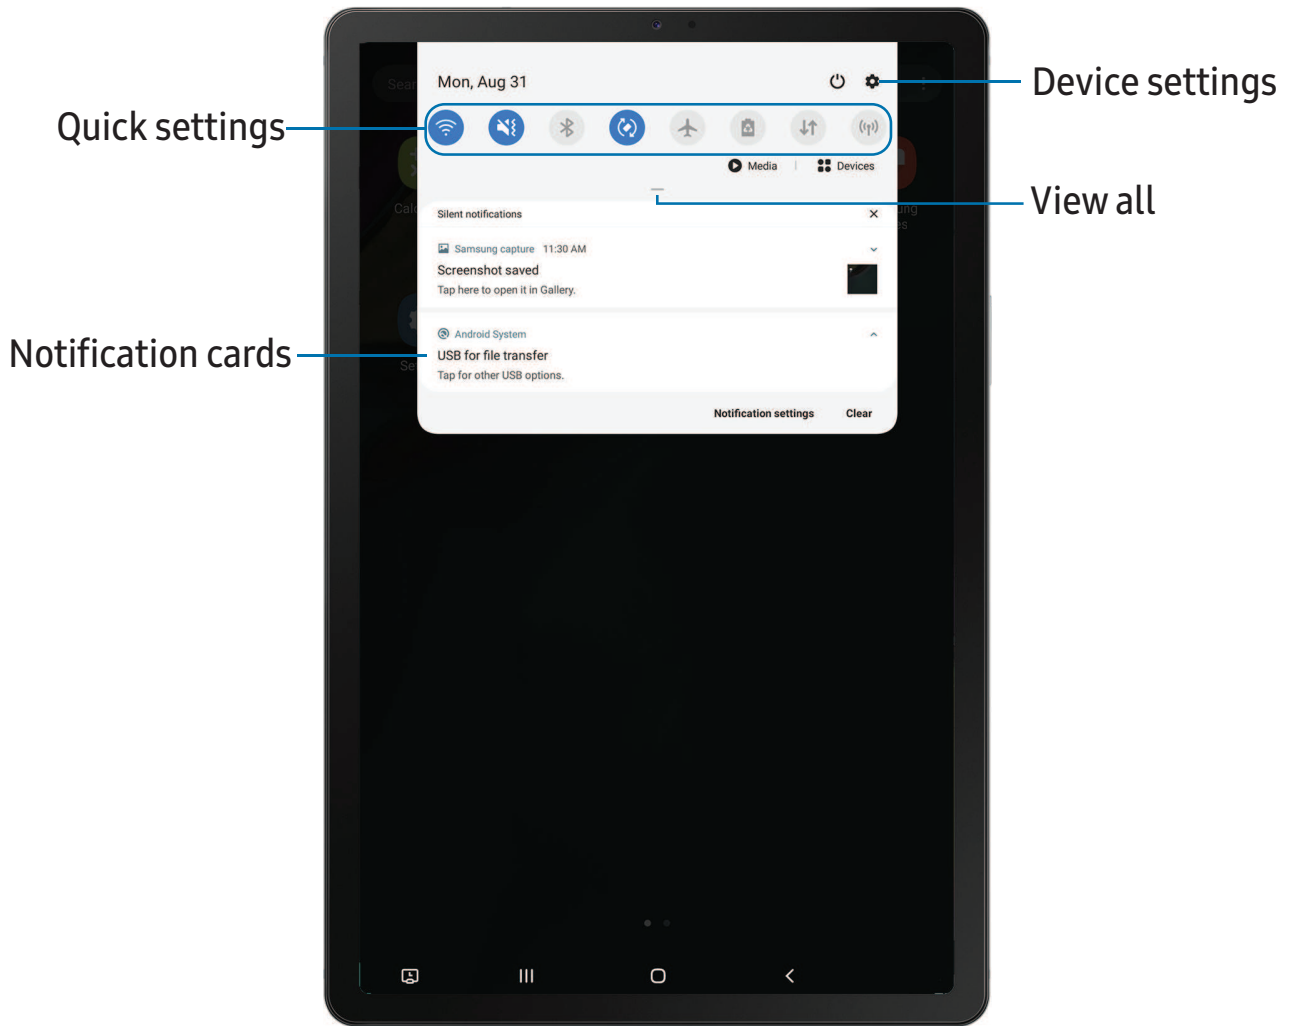 Device settings
Mon, Aug 31
Quick settings
Media
Devices
View all
Silent notifications
Samsung capture 11:30 AM
Screenshot saved
Tap here to open it in Gallery.
Notification cards
Android System
USB for file transfer
Tap for other USB options.
Notification settings
Clear